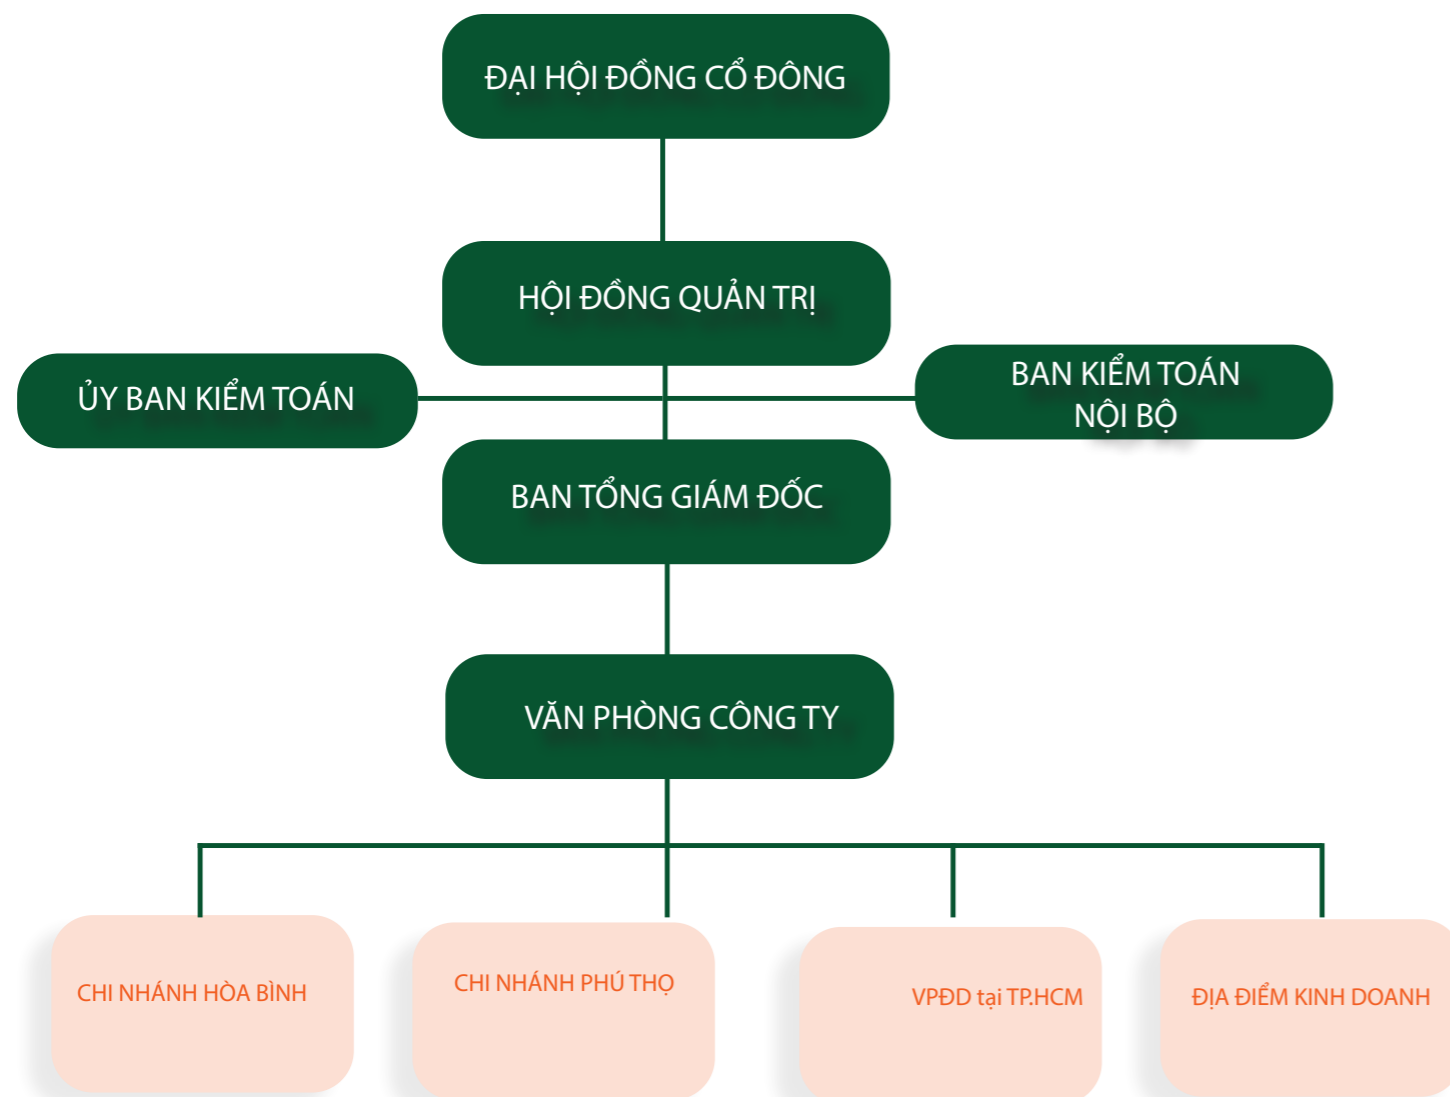 ĐẠI HỘI ĐỒNG CỔ ĐÔNG
HỘI ĐỒNG QUẢN TRỊ
ỦY BAN KIỂM TOÁN
BAN KIỂM TOÁN
NỘI BỘ
BAN TỔNG GIÁM ĐỐC
VĂN PHÒNG CÔNG TY
CHI NHÁNH HÒA BÌNH
CHI NHÁNH PHÚ THỌ
VPĐD tại TP.HCM
ĐỊA ĐIỂM KINH DOANH